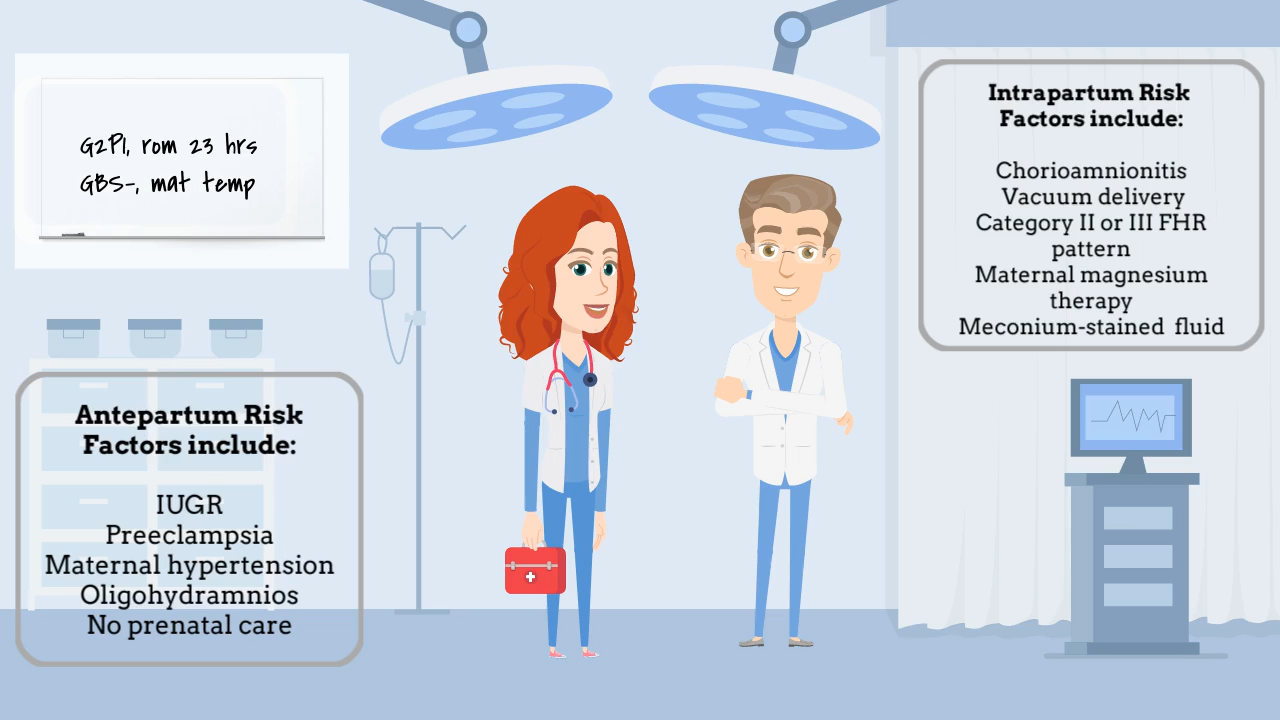 G2P1, rom 23 hrs
GBS-, mat temp
Antepartum Risk
Factors include:
IUGR
Preeclampsia
Maternal hypertension
Oligohydramnios
No prenatal care
Intrapartum Risk
Factors include:
Chorioamnionitis
Vacuum delivery
Category II or III FHR
pattern
Maternal magnesium
therapy
Meconium-stained fluid